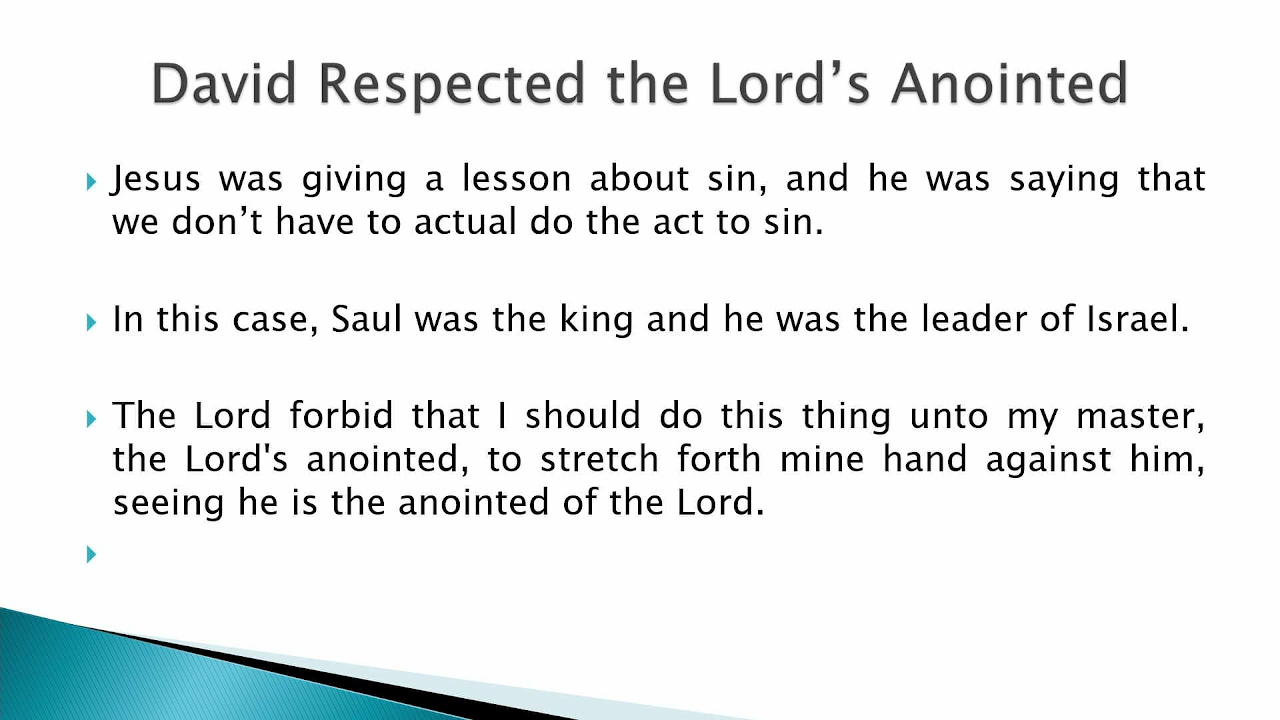 David Respected the Lord’s Anointed
Jesus was giving a lesson about sin, and he was saying that
we don’t have to actual do the act to sin.
In this case, Saul was the king and he was the leader of Israel.
The Lord forbid that I should do this thing unto my master,
the Lord's anointed, to stretch forth mine hand against him,
seeing he is the anointed of the Lord.